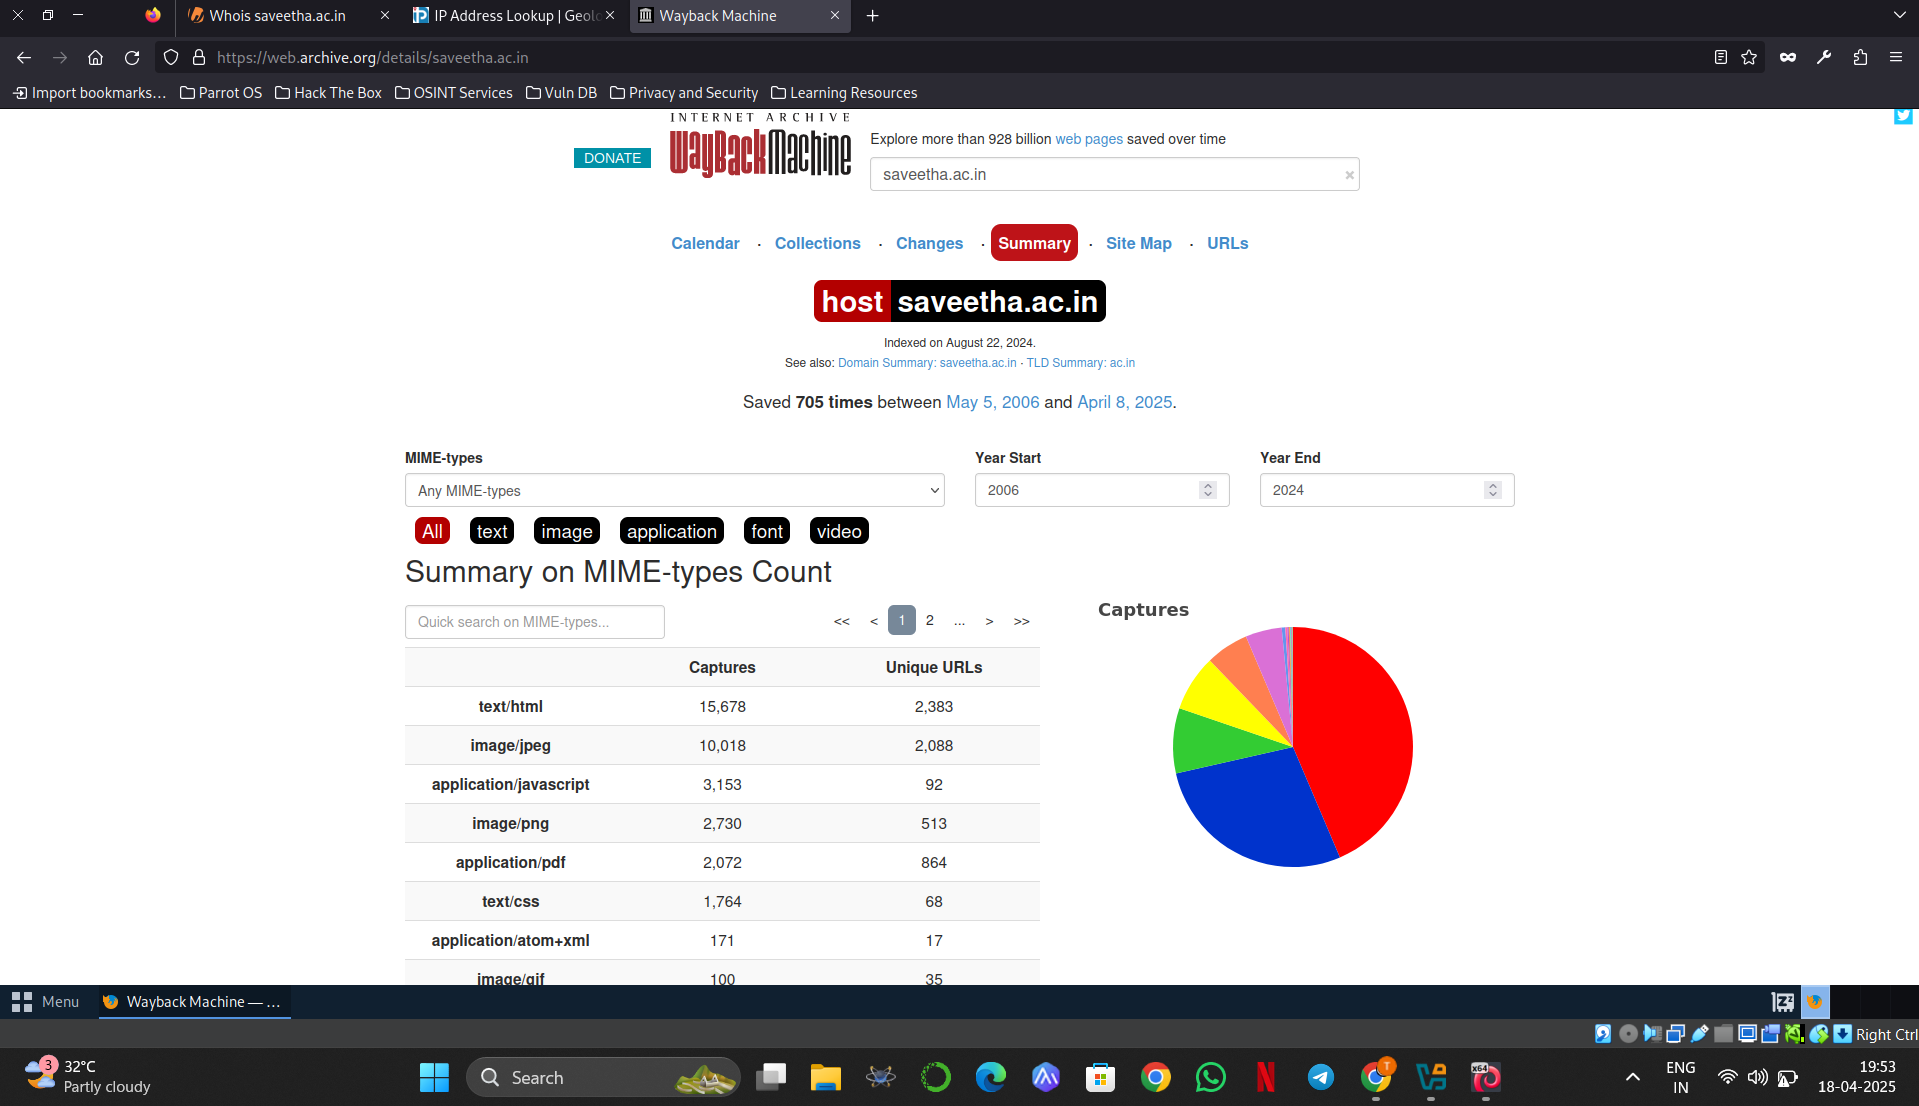 Whois saveetha.ac.in
IP Address Lookup | Geolo
Wayback Machine
https://web.archive.org/details/saveetha.ac.in
Import bookmarks...
Parrot OS
Hack The Box
OSINT Services
Vuln DB
Privacy and Security
Learning Resources
INTERNET ARCHIVE
DONATE
WayBackMachine
Explore more than 928 billion web pages saved over time
saveetha.ac.in
Calendar · Collections · Changes · Summary · Site Map · URLs
host saveetha.ac.in
Indexed on August 22, 2024.
See also: Domain Summary: saveetha.ac.in - TLD Summary: ac.in
Saved 705 times between May 5, 2006 and April 8, 2025.
MIME-types Year Start Year End
Any MIME-types 2006 2024
All text image application font video
Summary on MIME-types Count
Quick search on MIME-types...
<< < 1 2 ... > >>
Captures
Captures Unique URLs
text/html 15,678 2,383
image/jpeg 10,018 2,088
application/javascript 3,153 92
image/png 2,730 513
application/pdf 2,072 864
text/css 1,764 68
application/atom+xml 171 17
image/gif 100 35
Menu
Wayback Machine — ...
Right Ctrl
3
32°C
Partly cloudy
Search
T
x64
ENG
IN
19:53
18-04-2025